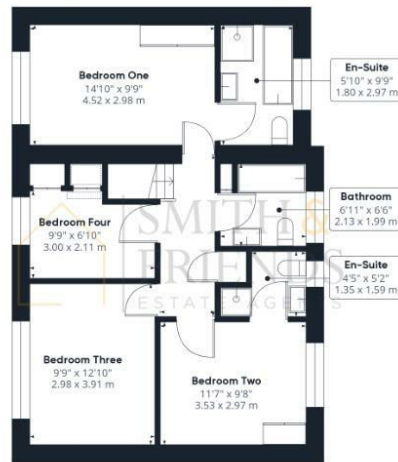 Bedroom One
14'10" x 9'9"
4.52 x 2.98 m
En-Suite
5'10" x 9'9"
1.80 x 2.97 m
Bathroom
6'11" x 6'6"
2.13 x 1.99 m
Bedroom Four
9'9" x 6'10"
3.00 x 2.11 m
SMITH &
FRIENDS
ESTATE AGENTS
En-Suite
4'5" x 5'2"
1.35 x 1.59 m
Bedroom Three
9'9" x 12'10"
2.98 x 3.91 m
Bedroom Two
11'7" x 9'8"
3.53 x 2.97 m